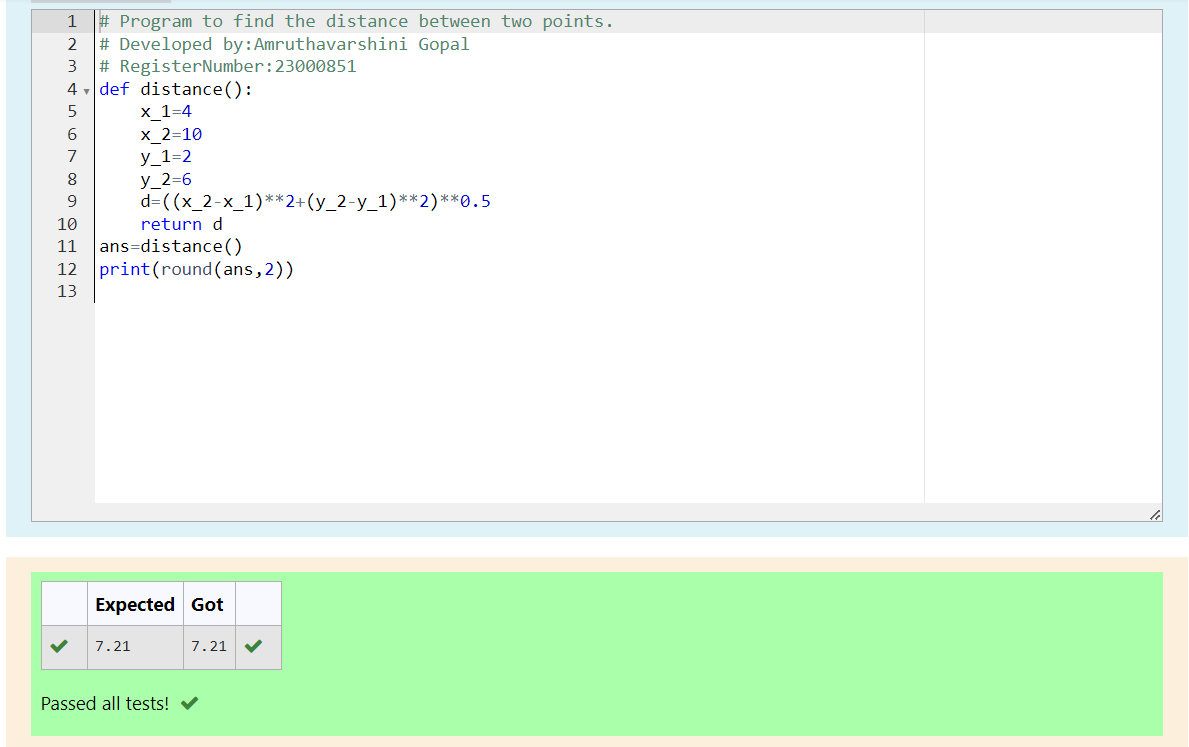 1 # Program to find the distance between two points.
2 # Developed by:Amruthavarshini Gopal
3 # RegisterNumber:23000851
4 def distance():
5     x_1=4
6     x_2=10
7     y_1=2
8     y_2=6
9     d=((x_2-x_1)**2+(y_2-y_1)**2)**0.5
10     return d
11 ans=distance()
12 print(round(ans,2))
13
Expected Got
7.21 7.21
Passed all tests!